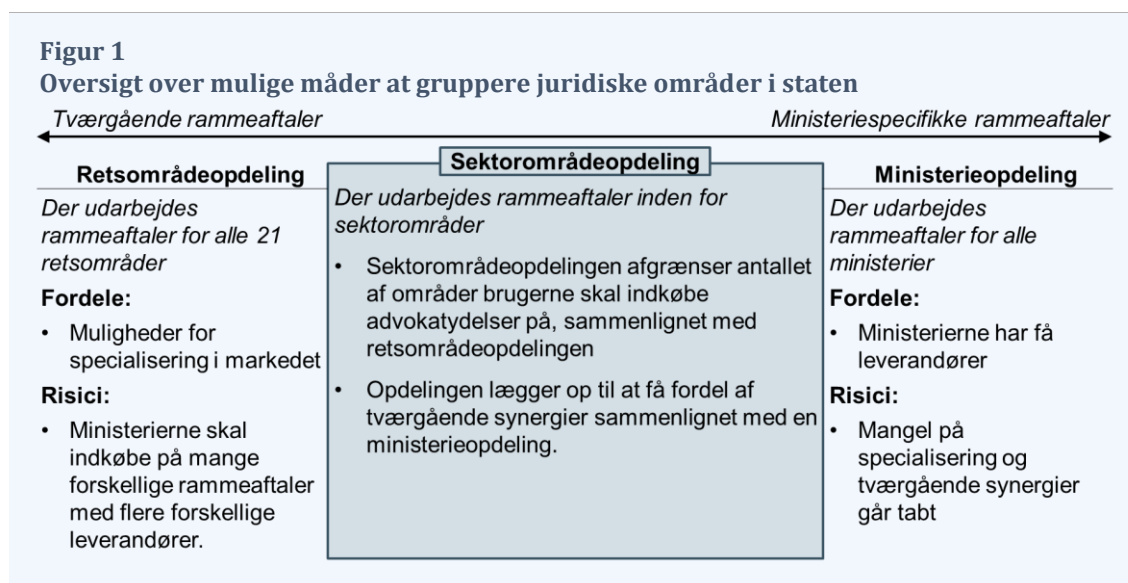 Figur 1
Oversigt over mulige måder at gruppere juridiske områder i staten
Tværgående rammeaftaler
Ministeriespecifikke rammeaftaler
Retsområdeopdeling
Der udarbejdes
rammeaftaler for alle 21
retsområder
Fordele:
• Muligheder for
specialisering i markedet
Risici:
• Ministerierne skal
indkøbe på mange
forskellige rammeaftaler
med flere forskellige
leverandører.
Sektorområdeopdeling
Der udarbejdes rammeaftaler inden for
sektorområder
• Sektorområdeopdelingen afgrænser antallet
af områder brugerne skal indkøbe
advokatydelser på, sammenlignet med
retsområdeopdelingen
• Opdelingen lægger op til at få fordel af
tværgående synergier sammenlignet med en
ministerieopdeling.
Ministerieopdeling
Der udarbejdes
rammeaftaler for alle
ministerier
Fordele:
• Ministerierne har få
leverandører
Risici:
• Mangel på
specialisering og
tværgående synergier
går tabt